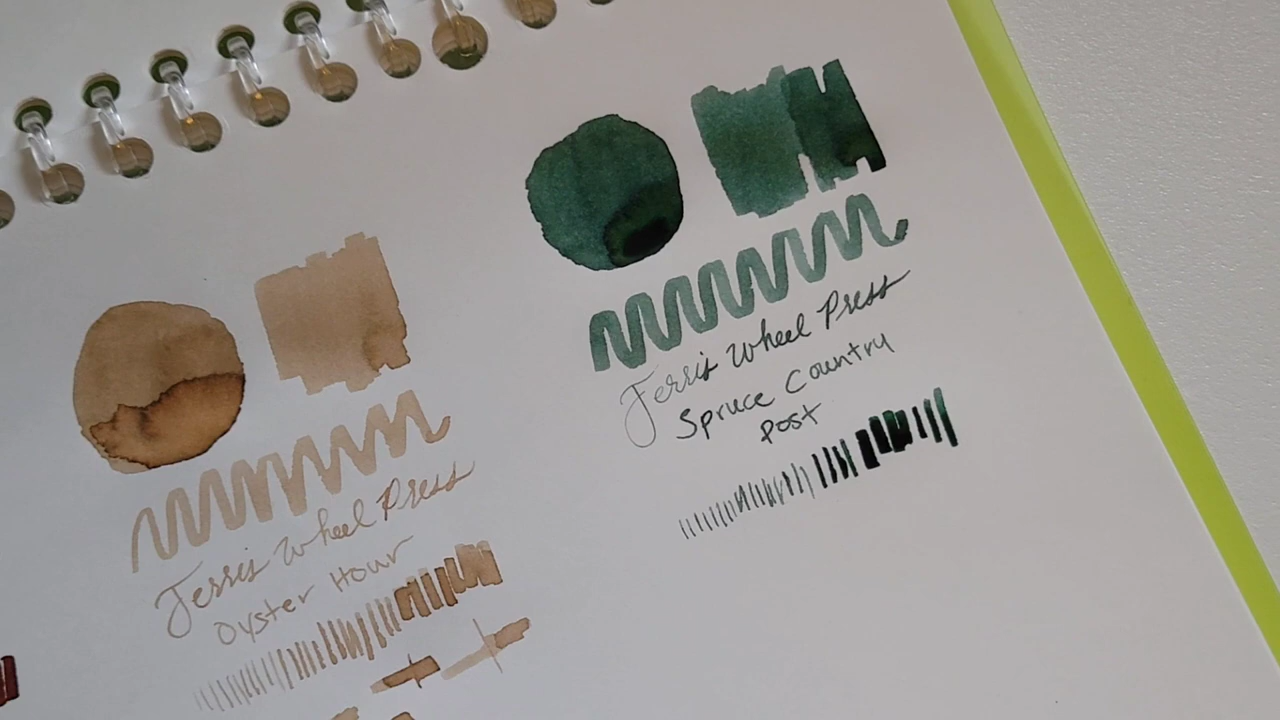 Ferris Wheel Press
Oyster Hour
Ferris Wheel Press
Spruce Country
Post